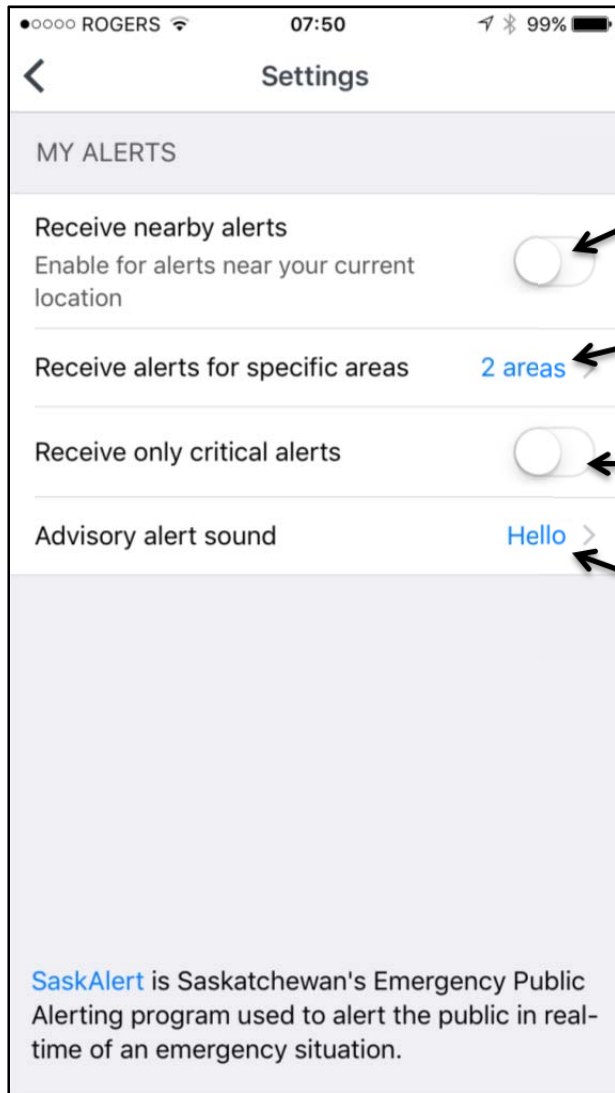 ROGERS 07:50 99%
Settings
MY ALERTS
Receive nearby alerts
Enable for alerts near your current
location
Receive alerts for specific areas 2 areas
Receive only critical alerts
Advisory alert sound Hello
SaskAlert is Saskatchewan's Emergency Public
Alerting program used to alert the public in real-
time of an emergency situation.